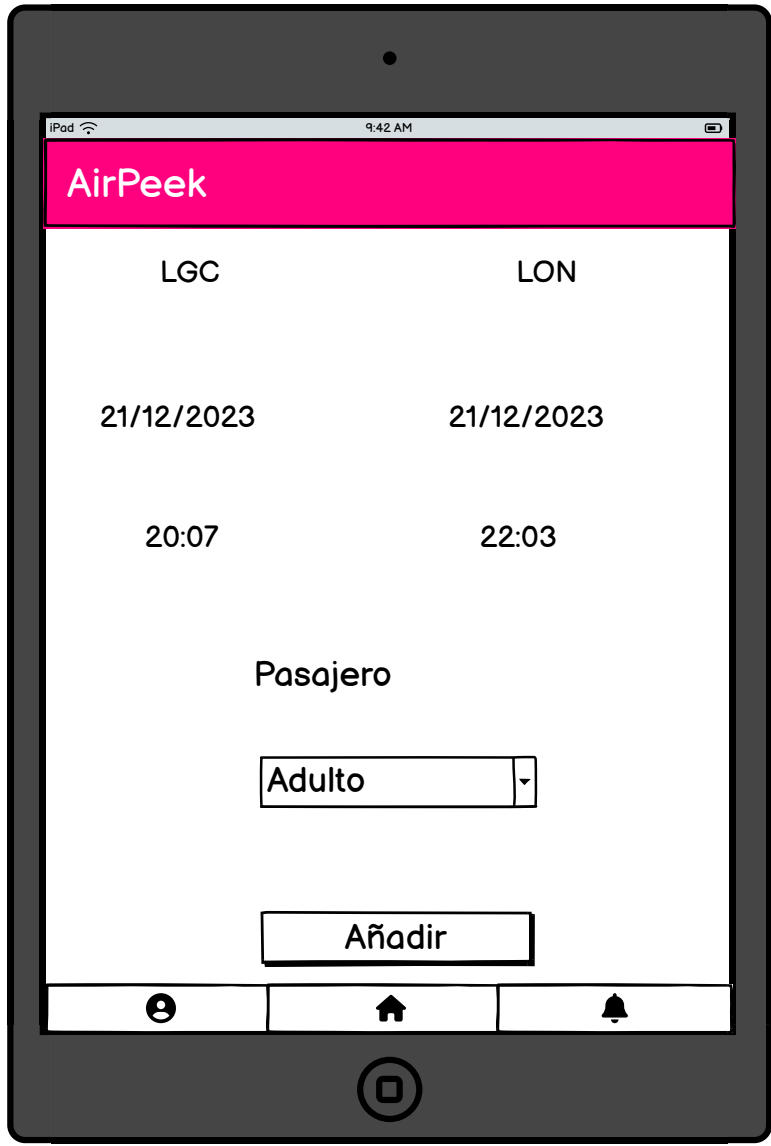 iPad 9:42 AM
AirPeek
LGC LON
21/12/2023 21/12/2023
20:07 22:03
Pasajero
Adulto
Añadir